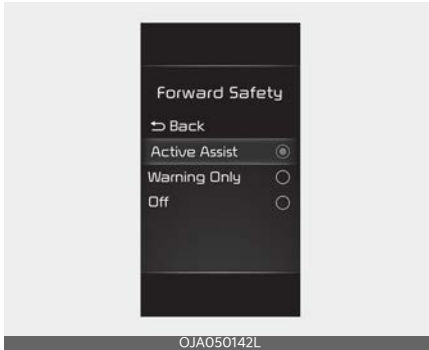 Forward Safety
Back
Active Assist
Warning Only
Off
OJA050142L